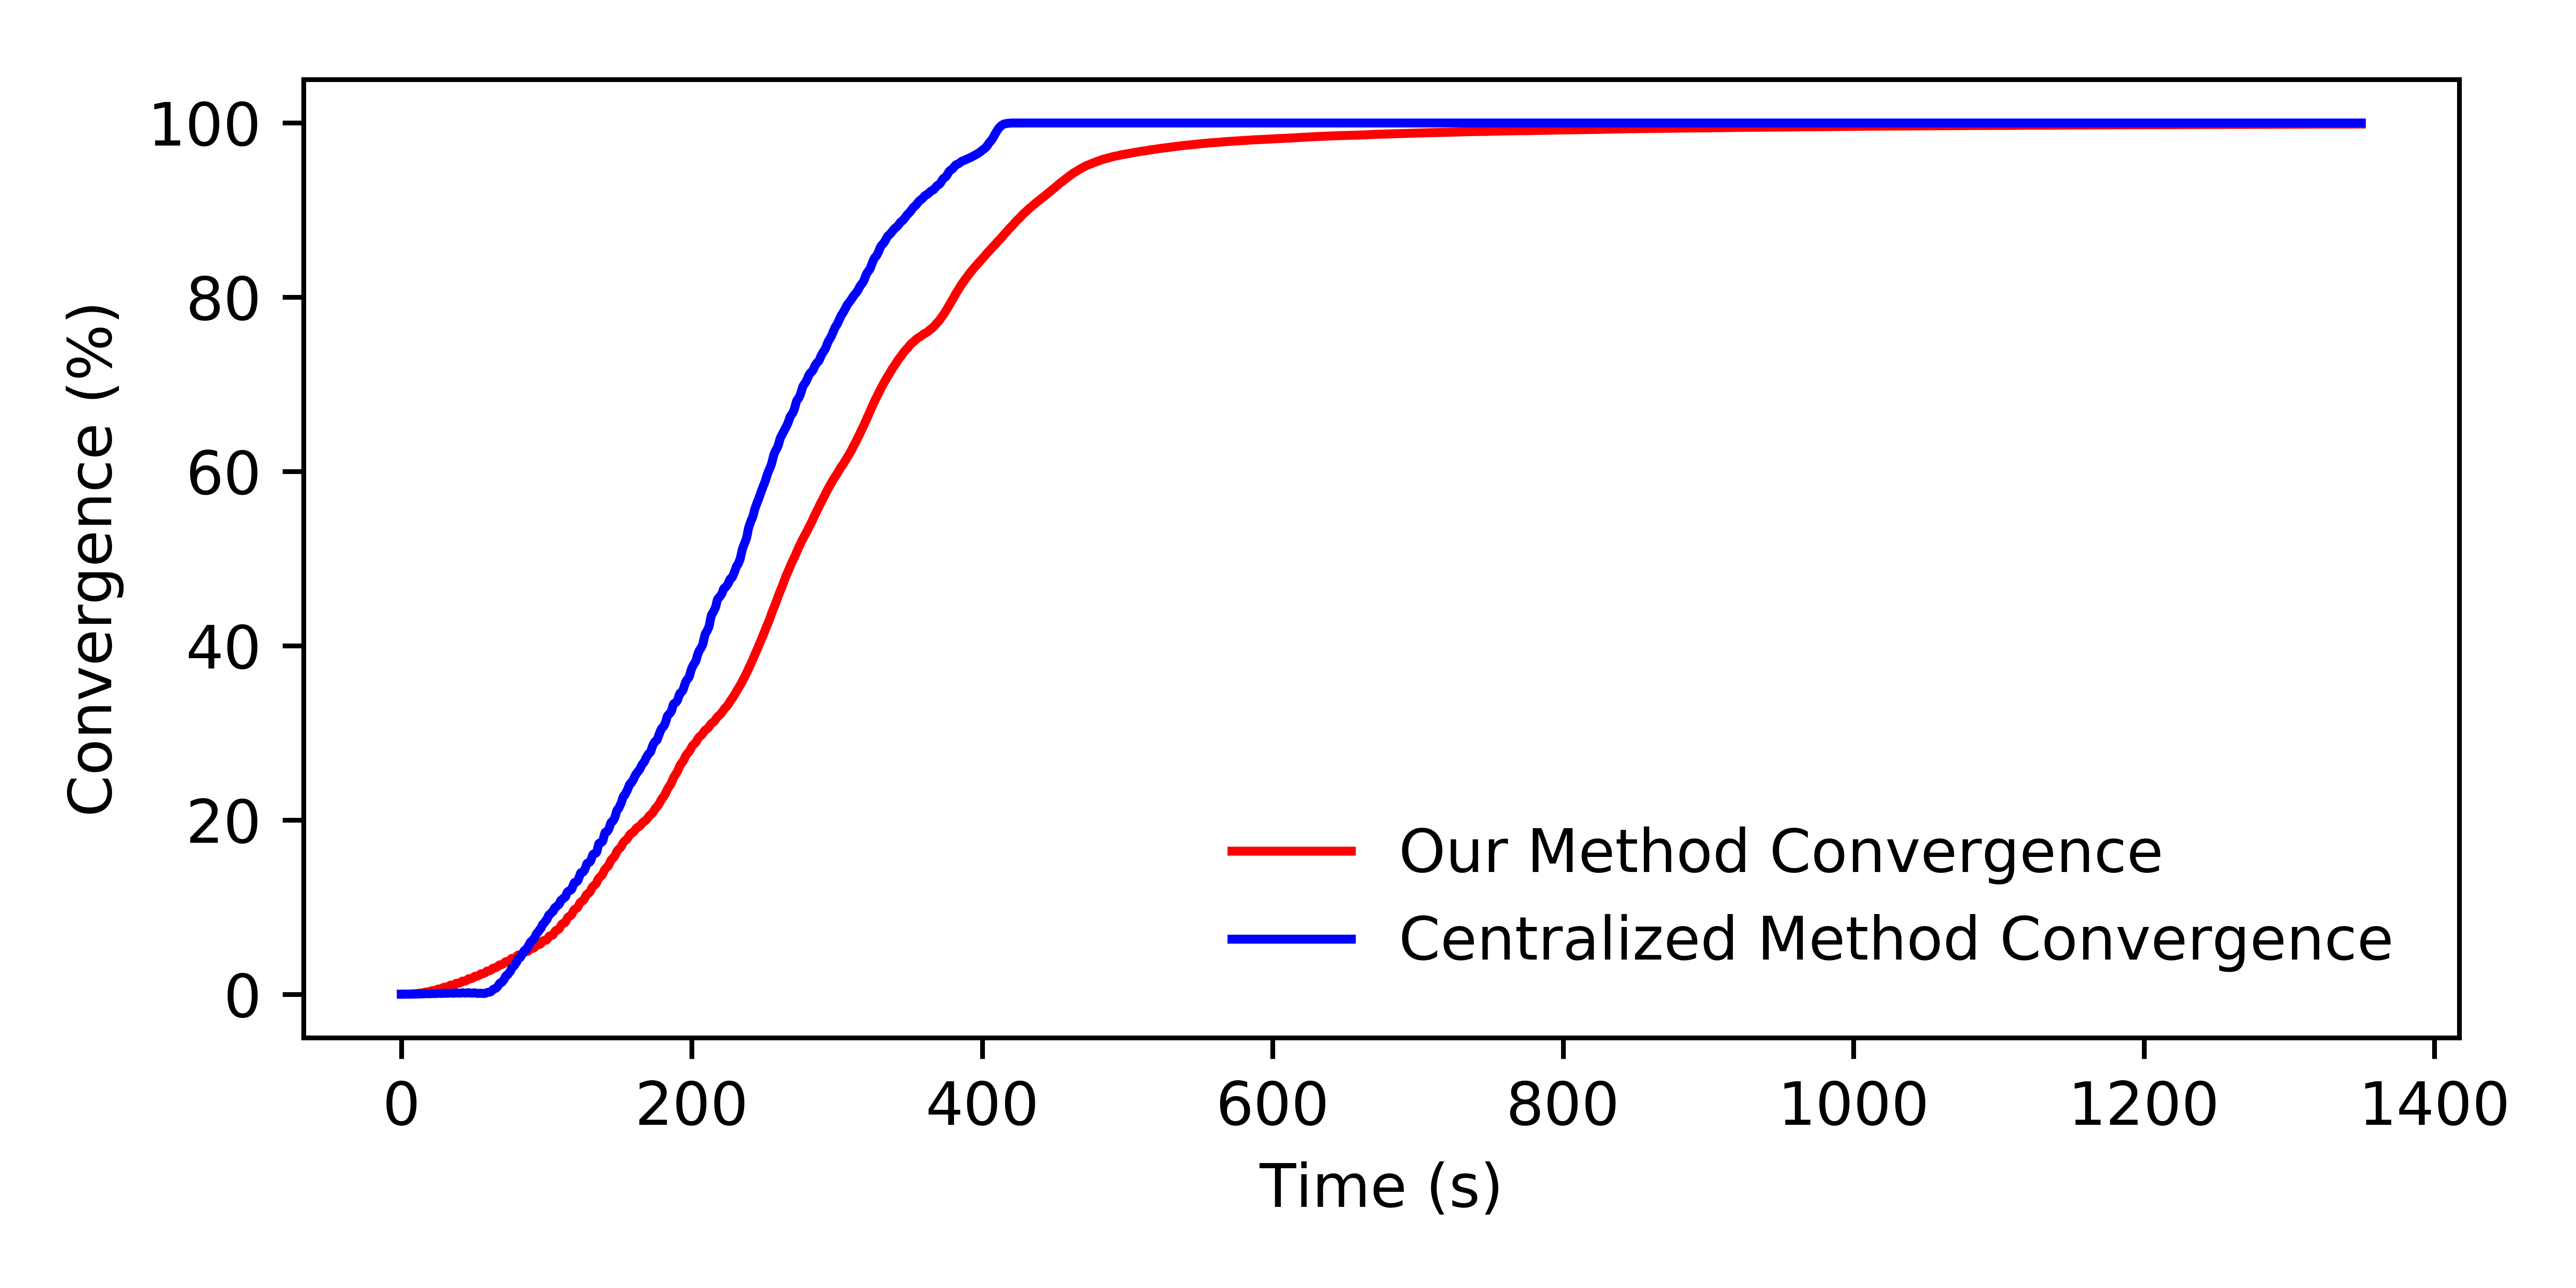 100
80
60
40
20
0
Convergence (%)
Our Method Convergence
Centralized Method Convergence
0 200 400 600 800 1000 1200 1400
Time (s)